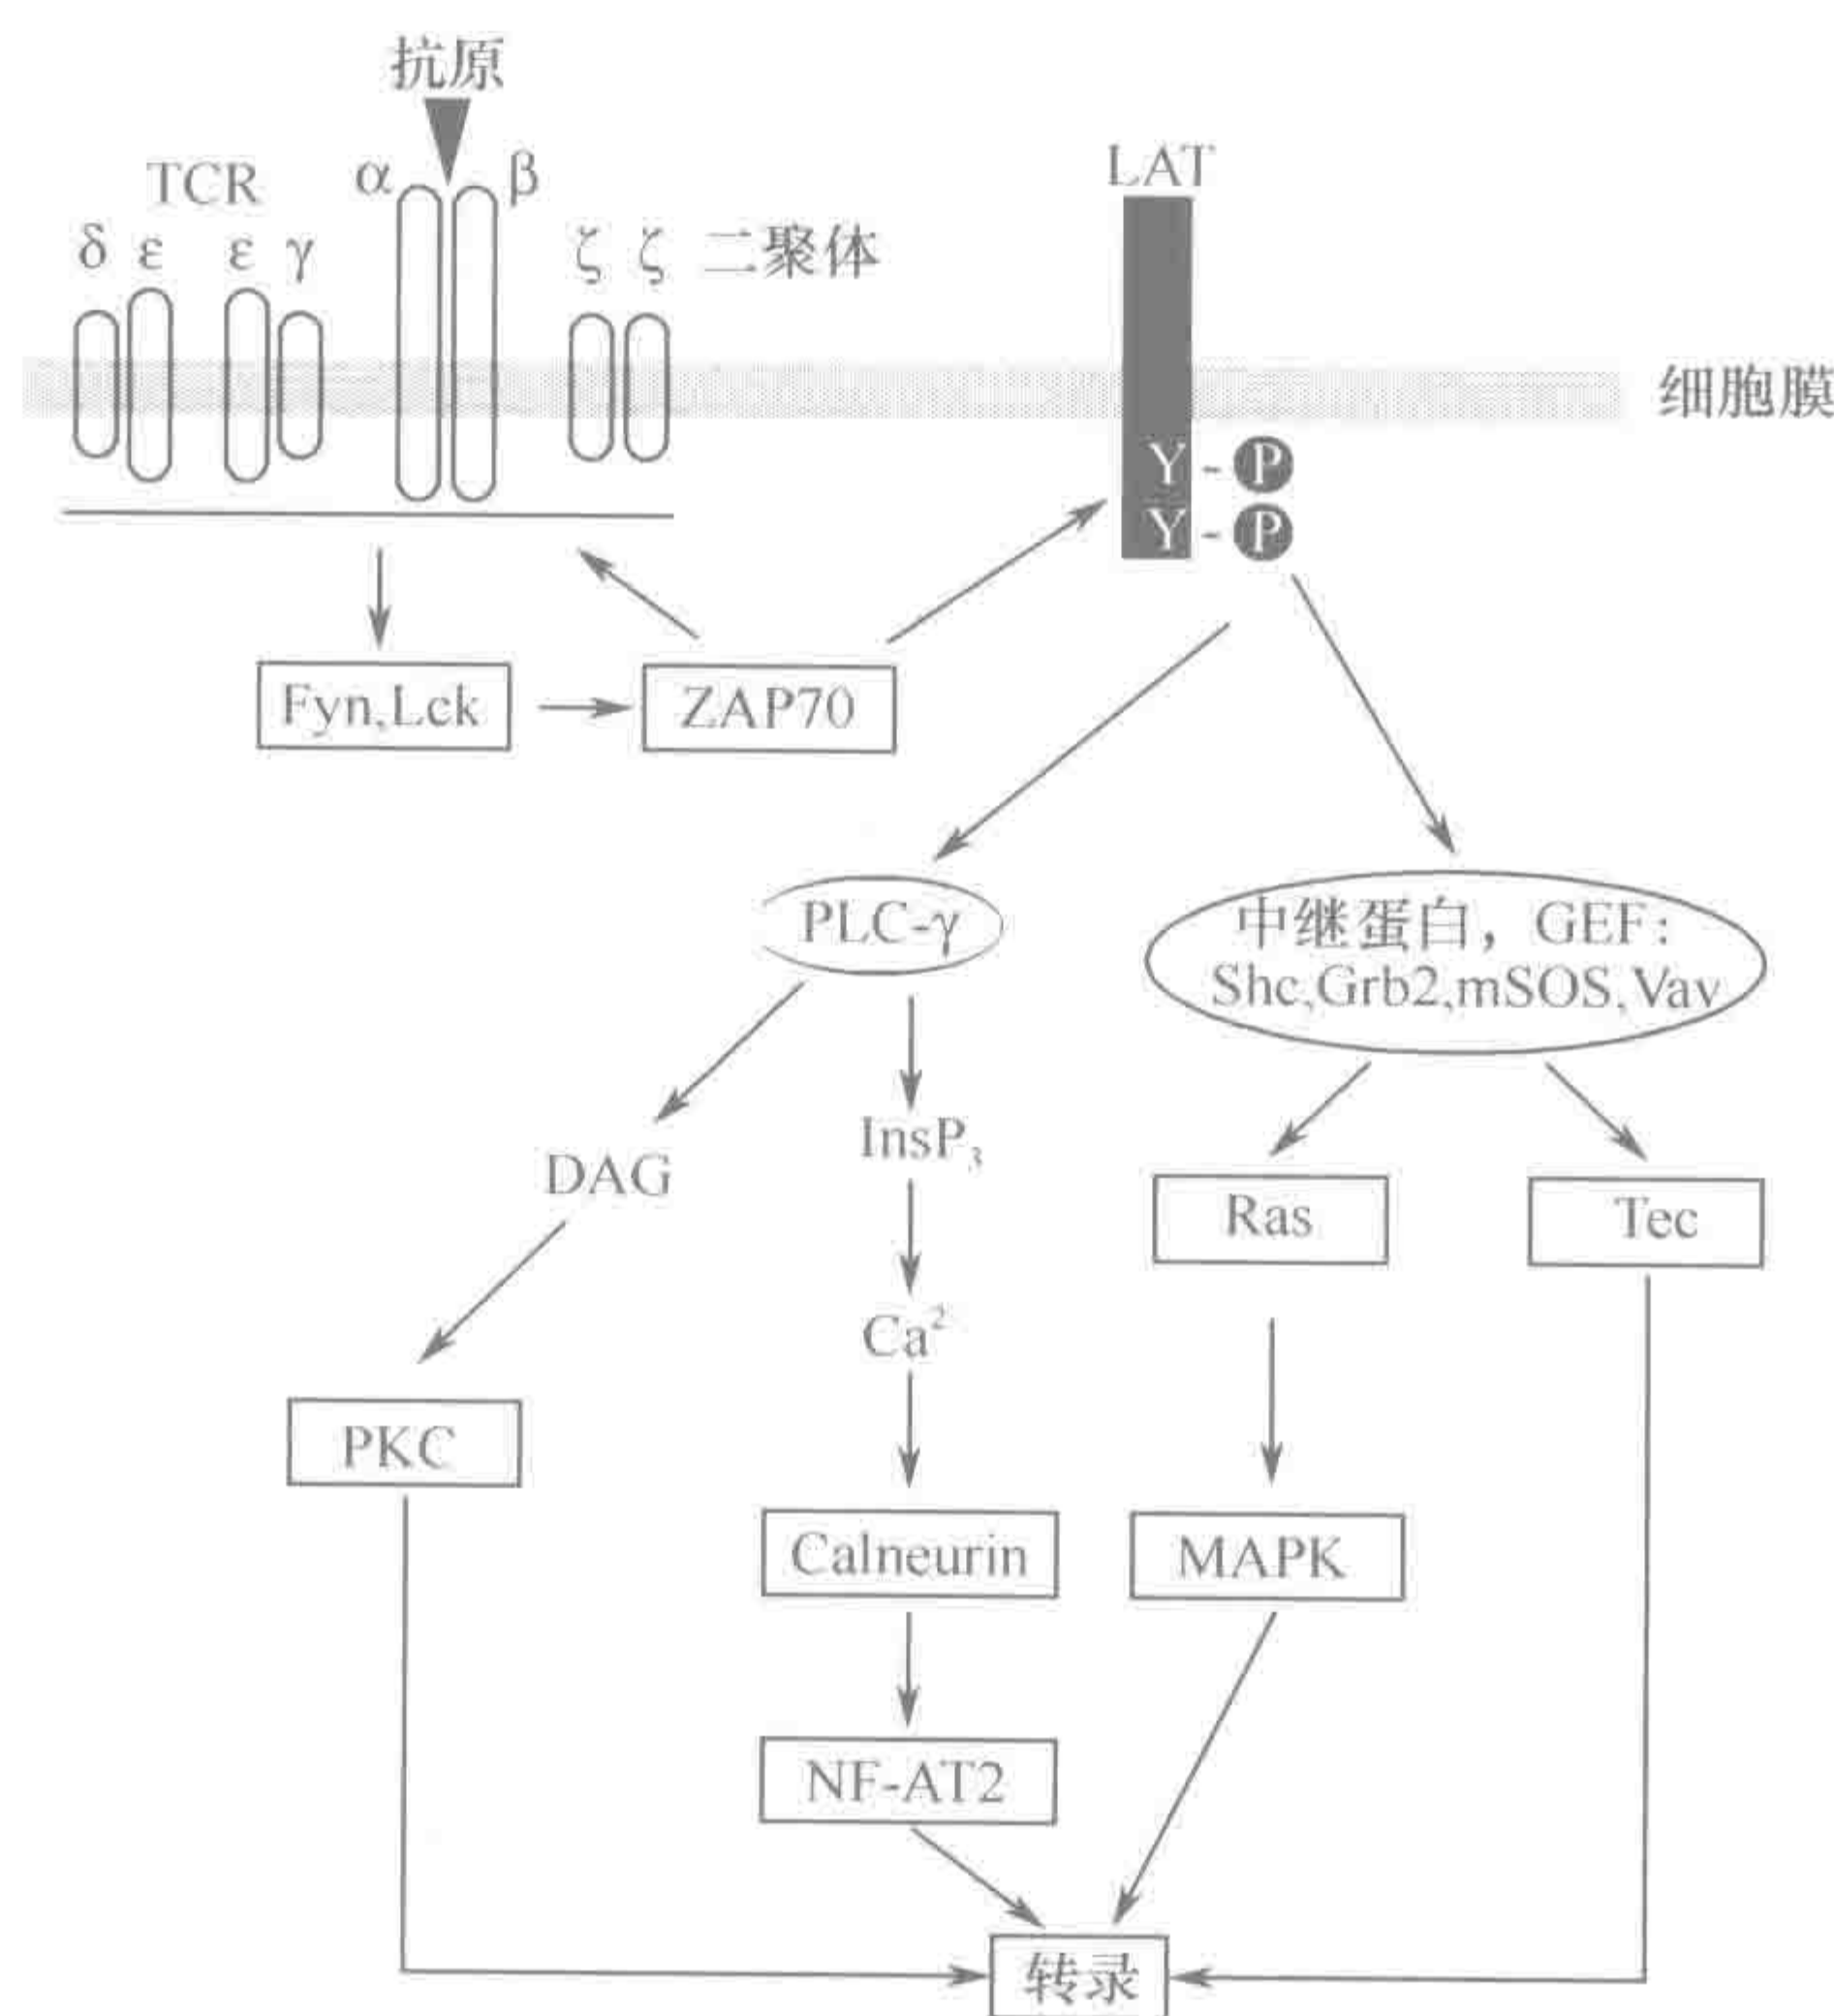 抗原
TCR
α
β
LAT
δ ε ε γ
ζ ζ 二聚体
细胞膜
Y - P
Y - P
Fyn,Lck
ZAP70
PLC-γ
中继蛋白，GEF:
Shc,Grb2,mSOS,Vav
DAG
InsP₃
Ras
Tec
Ca²
PKC
Calneurin
MAPK
NF-AT2
转录